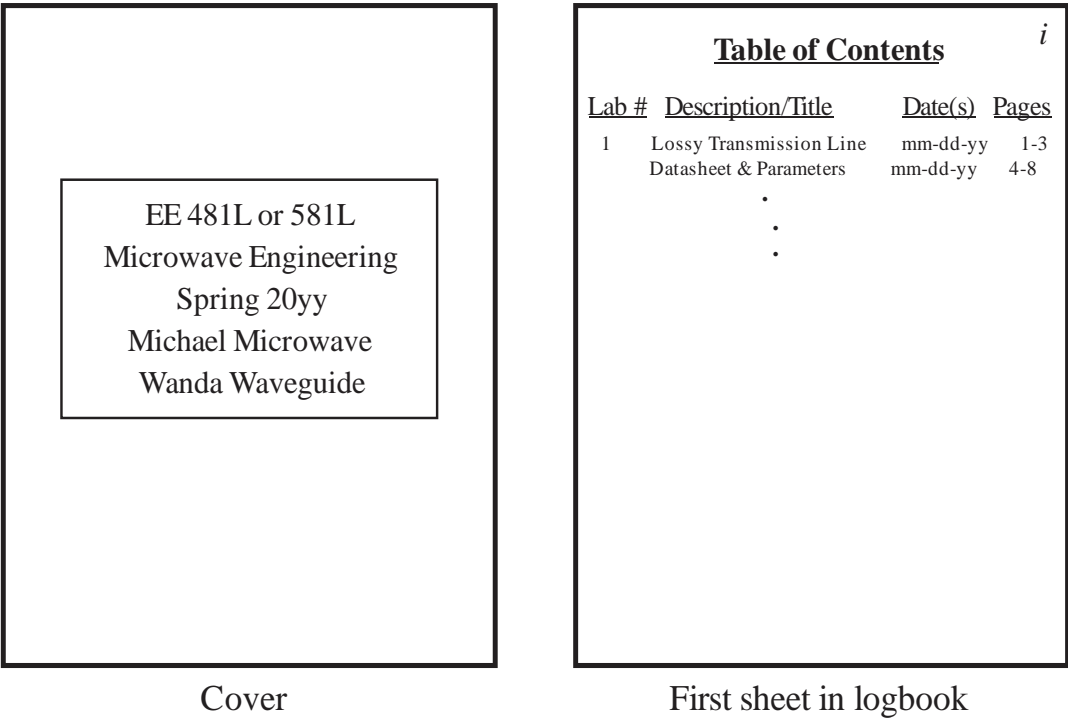 EE 481L or 581L
Microwave Engineering
Spring 20yy
Michael Microwave
Wanda Waveguide
Cover
i
Table of Contents
Lab # Description/Title Date(s) Pages
1 Lossy Transmission Line mm-dd-yy 1-3
Datasheet & Parameters mm-dd-yy 4-8
First sheet in logbook